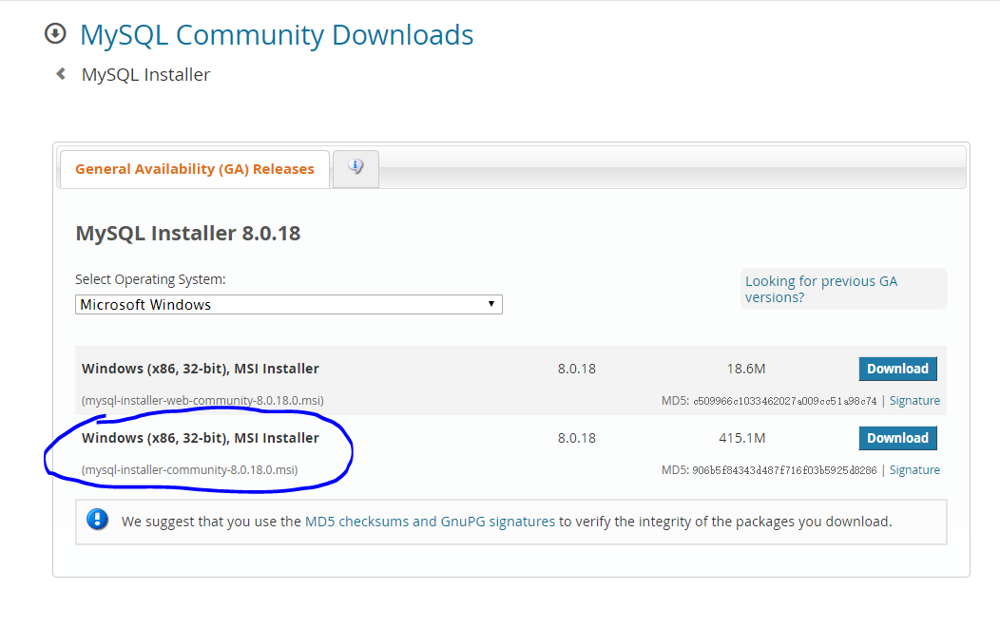 MySQL Community Downloads
MySQL Installer
General Availability (GA) Releases
MySQL Installer 8.0.18
Select Operating System:
Looking for previous GA
versions?
Microsoft Windows
Windows (x86, 32-bit), MSI Installer 8.0.18 18.6M Download
(mysql-installer-web-community-8.0.18.0.msi) MD5: c509966c1033462027a009cc51a98c74 | Signature
Windows (x86, 32-bit), MSI Installer 8.0.18 415.1M Download
(mysql-installer-community-8.0.18.0.msi) MD5: 906b5f84343d487f716f03b5925d8286 | Signature
We suggest that you use the MD5 checksums and GnuPG signatures to verify the integrity of the packages you download.